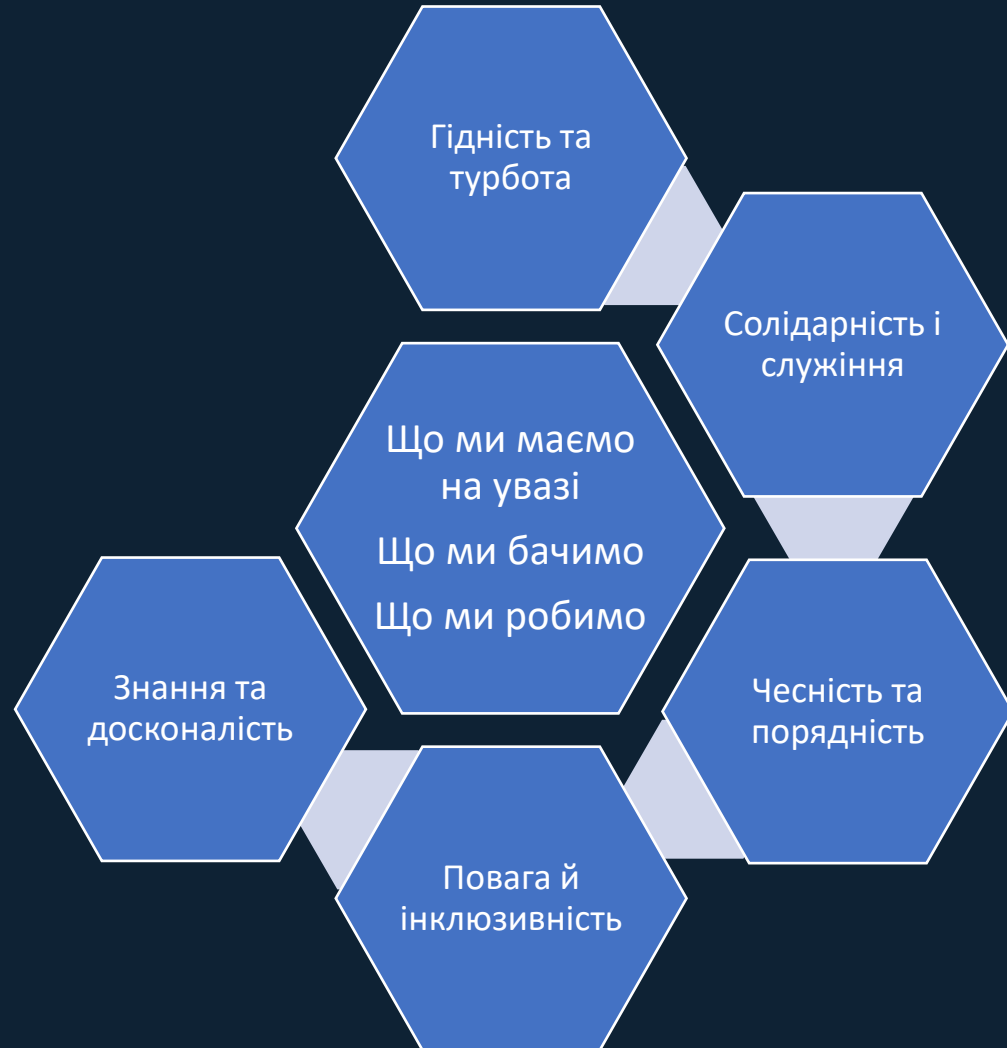 Гідність та
турбота
Солідарність і
служіння
Що ми маємо
на увазі
Що ми бачимо
Що ми робимо
Чесність та
порядність
Знання та
досконалість
Повага й
інклюзивність